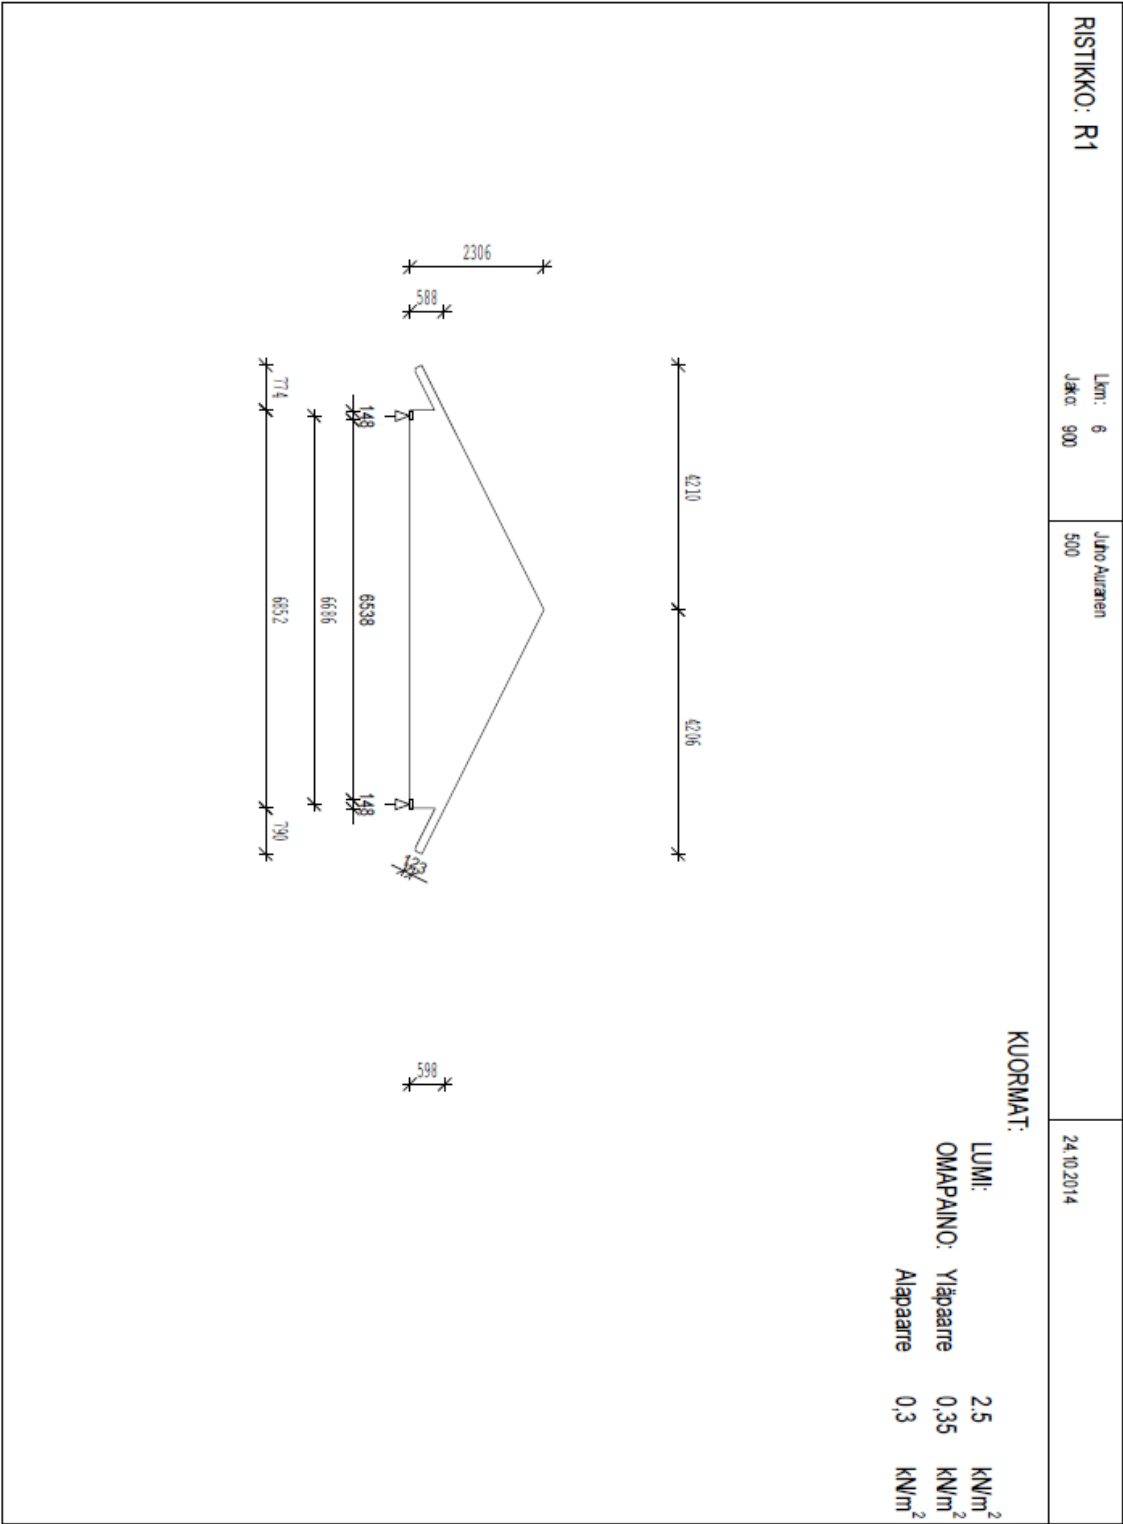 RISTIKKO: R1
Lkm: 6
Jako: 900
Juho Auranen
500
24.10.2014
KUORMAT:
LUMI: 2.5 kN/m²
OMAPAINO: Yläpaarre 0,35 kN/m²
Alapaarre 0,3 kN/m²
4210 4206
2306
588
598
123
148 6538 148
6686
774 6852 790